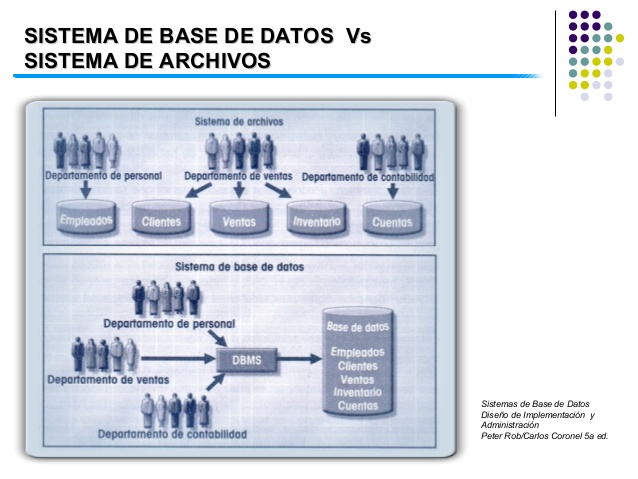 SISTEMA DE BASE DE DATOS Vs
SISTEMA DE ARCHIVOS
Sistema de archivos
Departamento de personal
Departamento de ventas
Departamento de contabilidad
Empleados
Clientes
Ventas
Inventario
Cuentas
Sistema de base de datos
Departamento de personal
Departamento de ventas
Departamento de contabilidad
DBMS
Base de datos
Empleados
Clientes
Ventas
Inventario
Cuentas
Sistemas de Base de Datos
Diseño de Implementación y
Administración
Peter Rob/Carlos Coronel 5a ed.